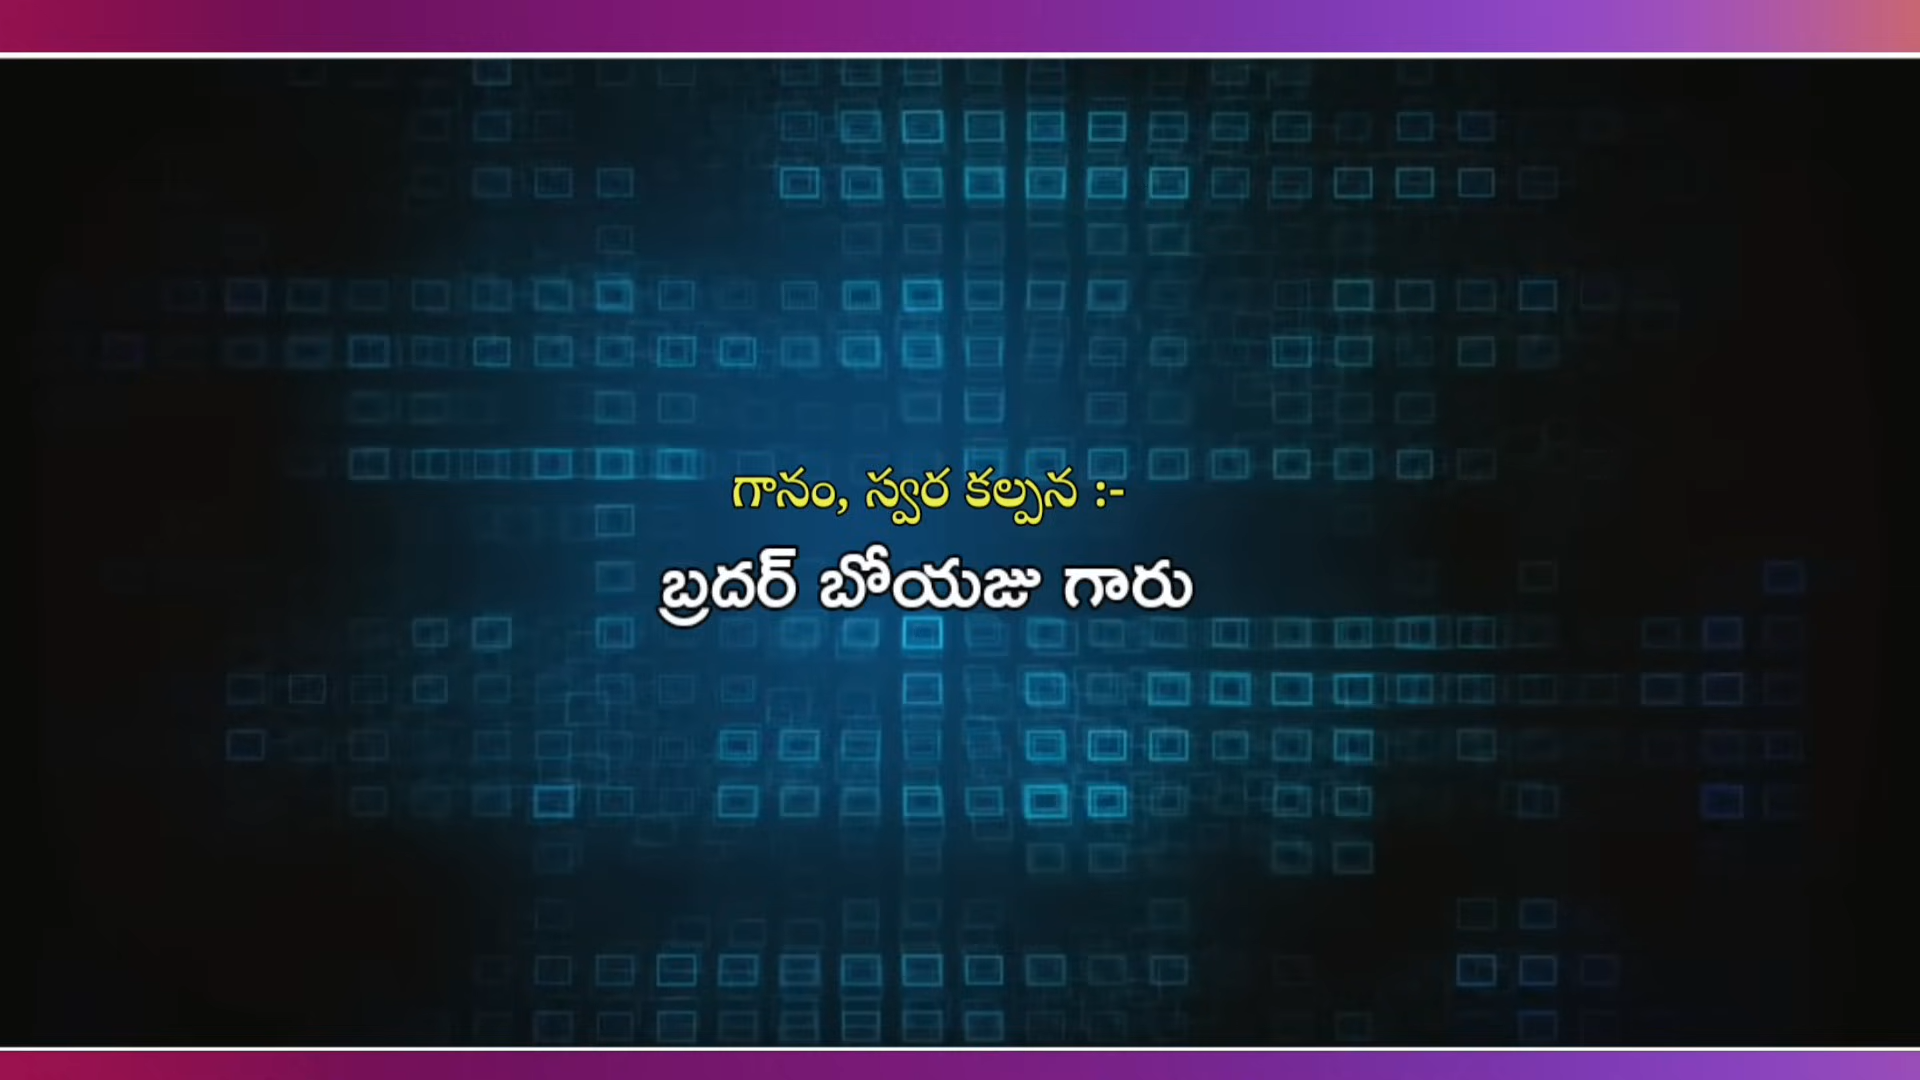 గానం, స్వర కల్పన :-
బ్రదర్ బోయజు గారు